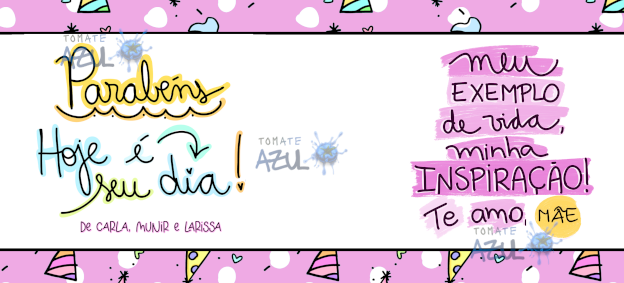 TOMATE
AZUL
Parabéns
Hoje é
seu dia!
DE CARLA, MUNIR E LARISSA
TOMATE
AZUL
meu
EXEMPLO
de vida,
minha
INSPIRAÇÃO!
Te amo, MÃE
TOMATE
AZUL